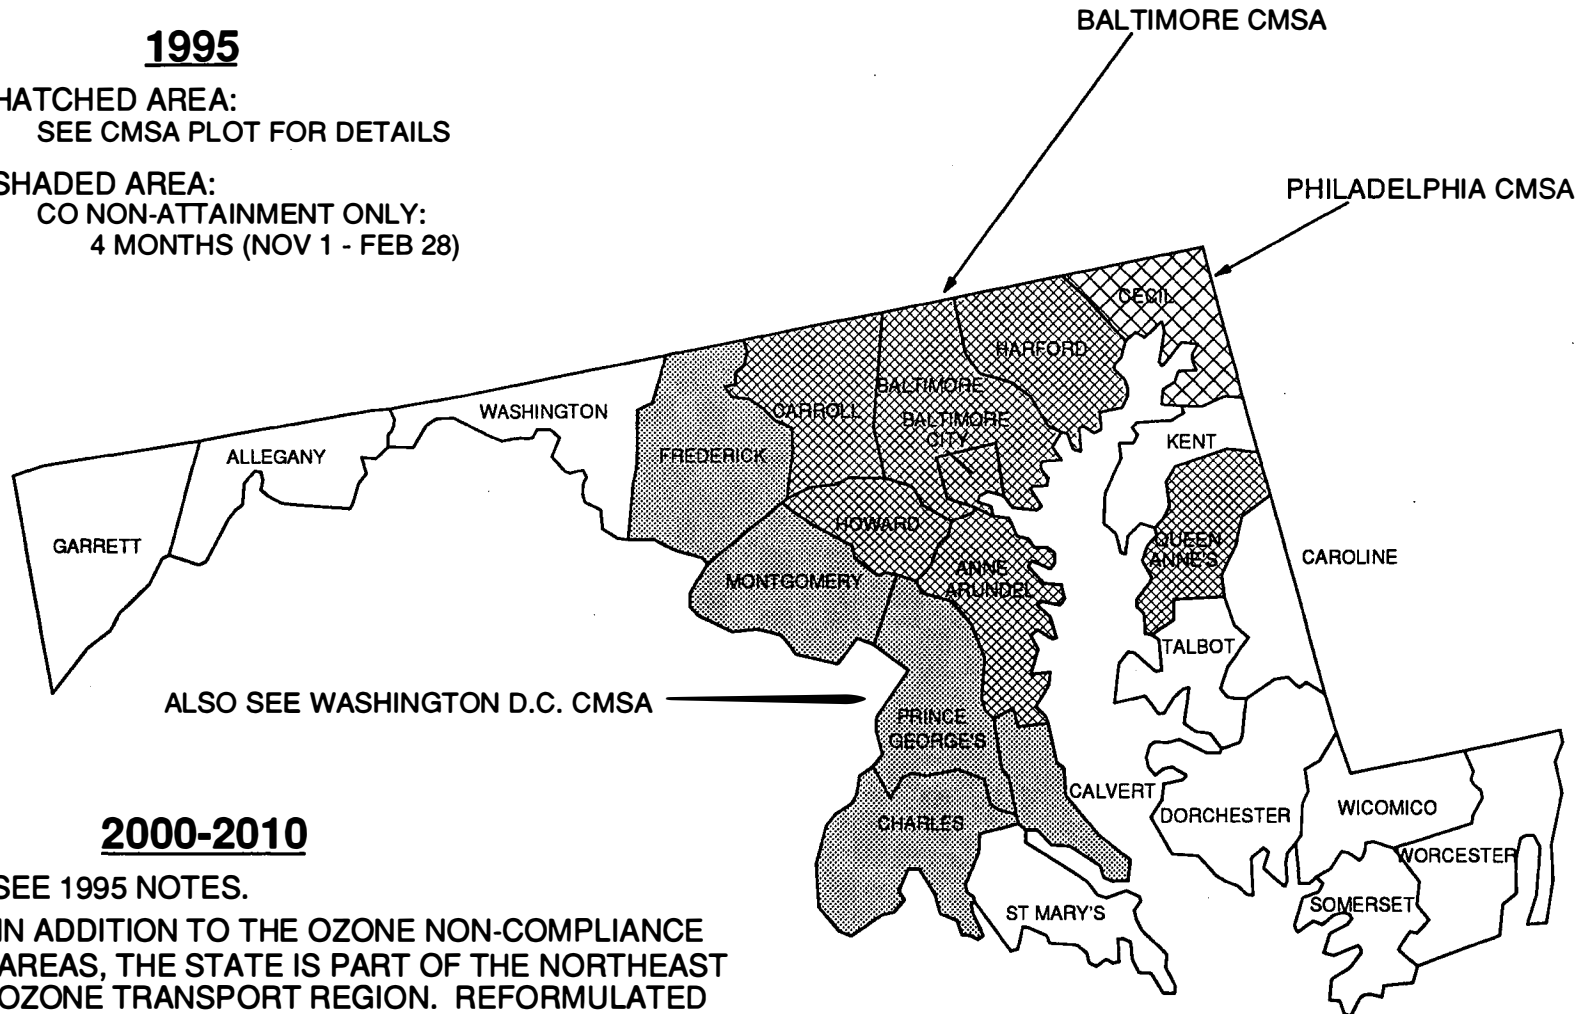 1995
HATCHED AREA:
SEE CMSA PLOT FOR DETAILS
SHADED AREA:
CO NON-ATTAINMENT ONLY:
4 MONTHS (NOV 1 - FEB 28)
BALTIMORE CMSA
PHILADELPHIA CMSA
CECIL
HARFORD
BALTIMORE
CARROLL
BALTIMORE
CITY
WASHINGTON
KENT
FREDERICK
ALLEGANY
GARRETT
HOWARD
QUEEN
ANNE'S
CAROLINE
ANNE
ARUNDEL
MONTGOMERY
TALBOT
ALSO SEE WASHINGTON D.C. CMSA
PRINCE
GEORGE'S
CALVERT
DORCHESTER
WICOMICO
CHARLES
WORCESTER
SOMERSET
ST MARY'S
2000-2010
SEE 1995 NOTES.
IN ADDITION TO THE OZONE NON-COMPLIANCE
AREAS, THE STATE IS PART OF THE NORTHEAST
OZONE TRANSPORT REGION. REFORMULATED